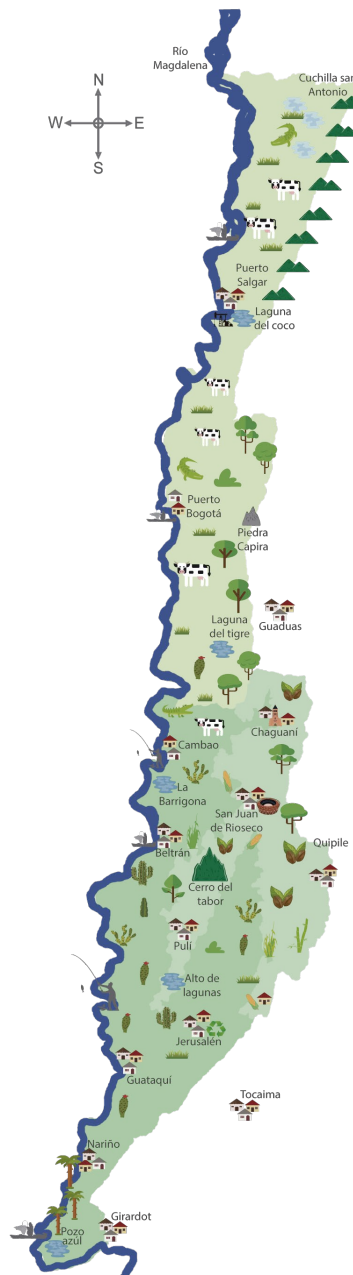 Río
Magdalena
Cuchilla san
Antonio
N
W
E
S
Puerto
Salgar
Laguna
del coco
Puerto
Bogotá
Piedra
Capira
Guaduas
Laguna
del tigre
Chaguaní
Cambao
La
Barrigona
San Juan
de Rioseco
Quipile
Beltrán
Cerro del
tabor
Pulí
Alto de
lagunas
Jerusalén
Guataquí
Tocaima
Nariño
Girardot
Pozo
azúl